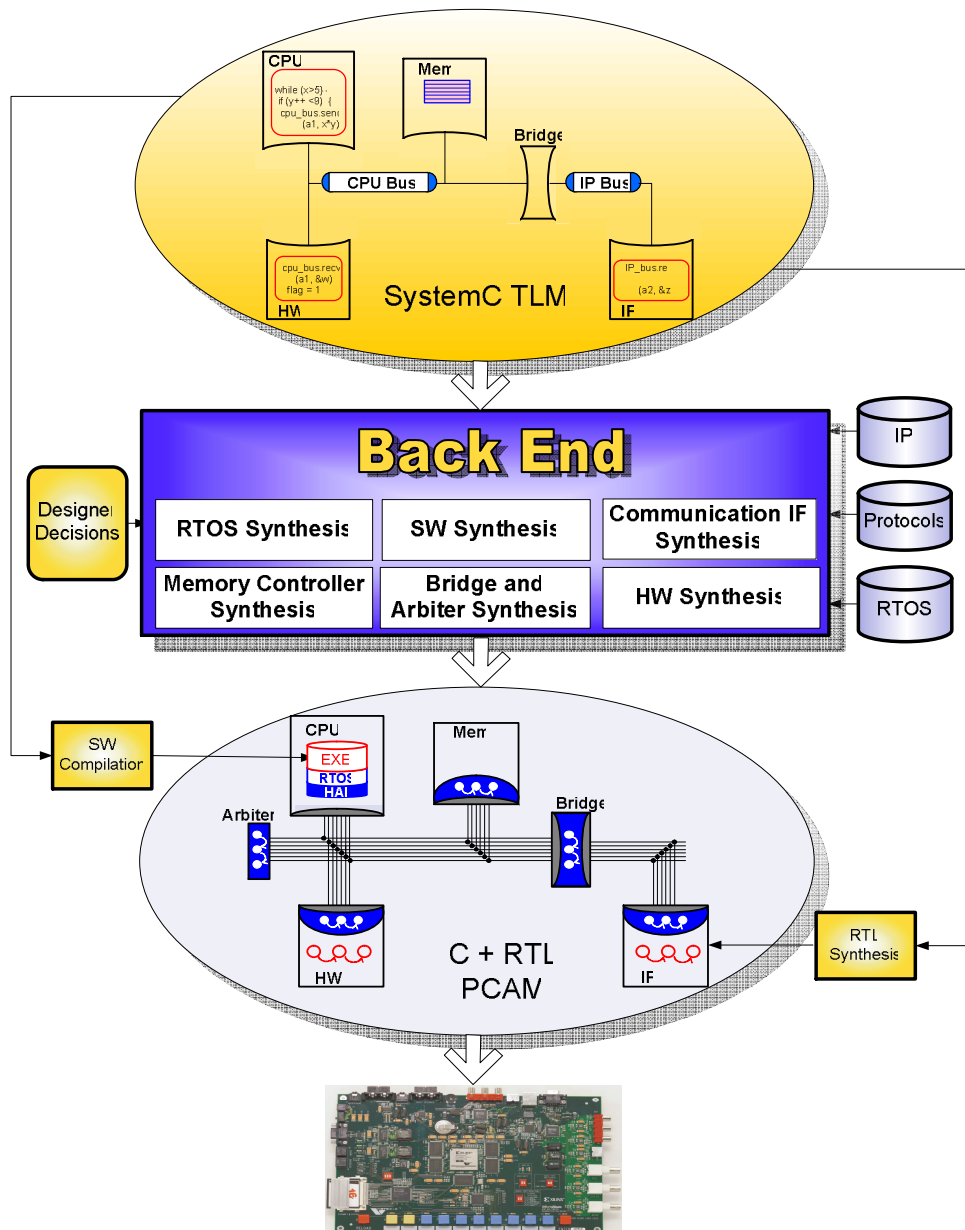 CPU
while (x>5) {
if (y++ <9) {
cpu_bus.send
(a1, x*y)
Mem
Bridge
CPU Bus
IP Bus
cpu_bus.recv
(a1, &w)
flag = 1
HW
IP_bus.re
(a2, &z
IF
SystemC TLM
Back End
IP
Designer
Decisions
RTOS Synthesis
SW Synthesis
Communication IF
Synthesis
Protocols
Memory Controller
Synthesis
Bridge and
Arbiter Synthesis
HW Synthesis
RTOS
SW
Compilation
CPU
EXE
RTOS
HAL
Mem
Arbiter
Bridge
HW
IF
C + RTL
PCAM
RTL
Synthesis
XILINX